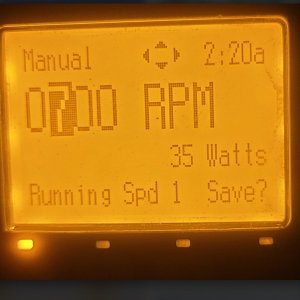 Manual 2:20a
0700 RPM
35 Watts
Running Spd 1 Save?